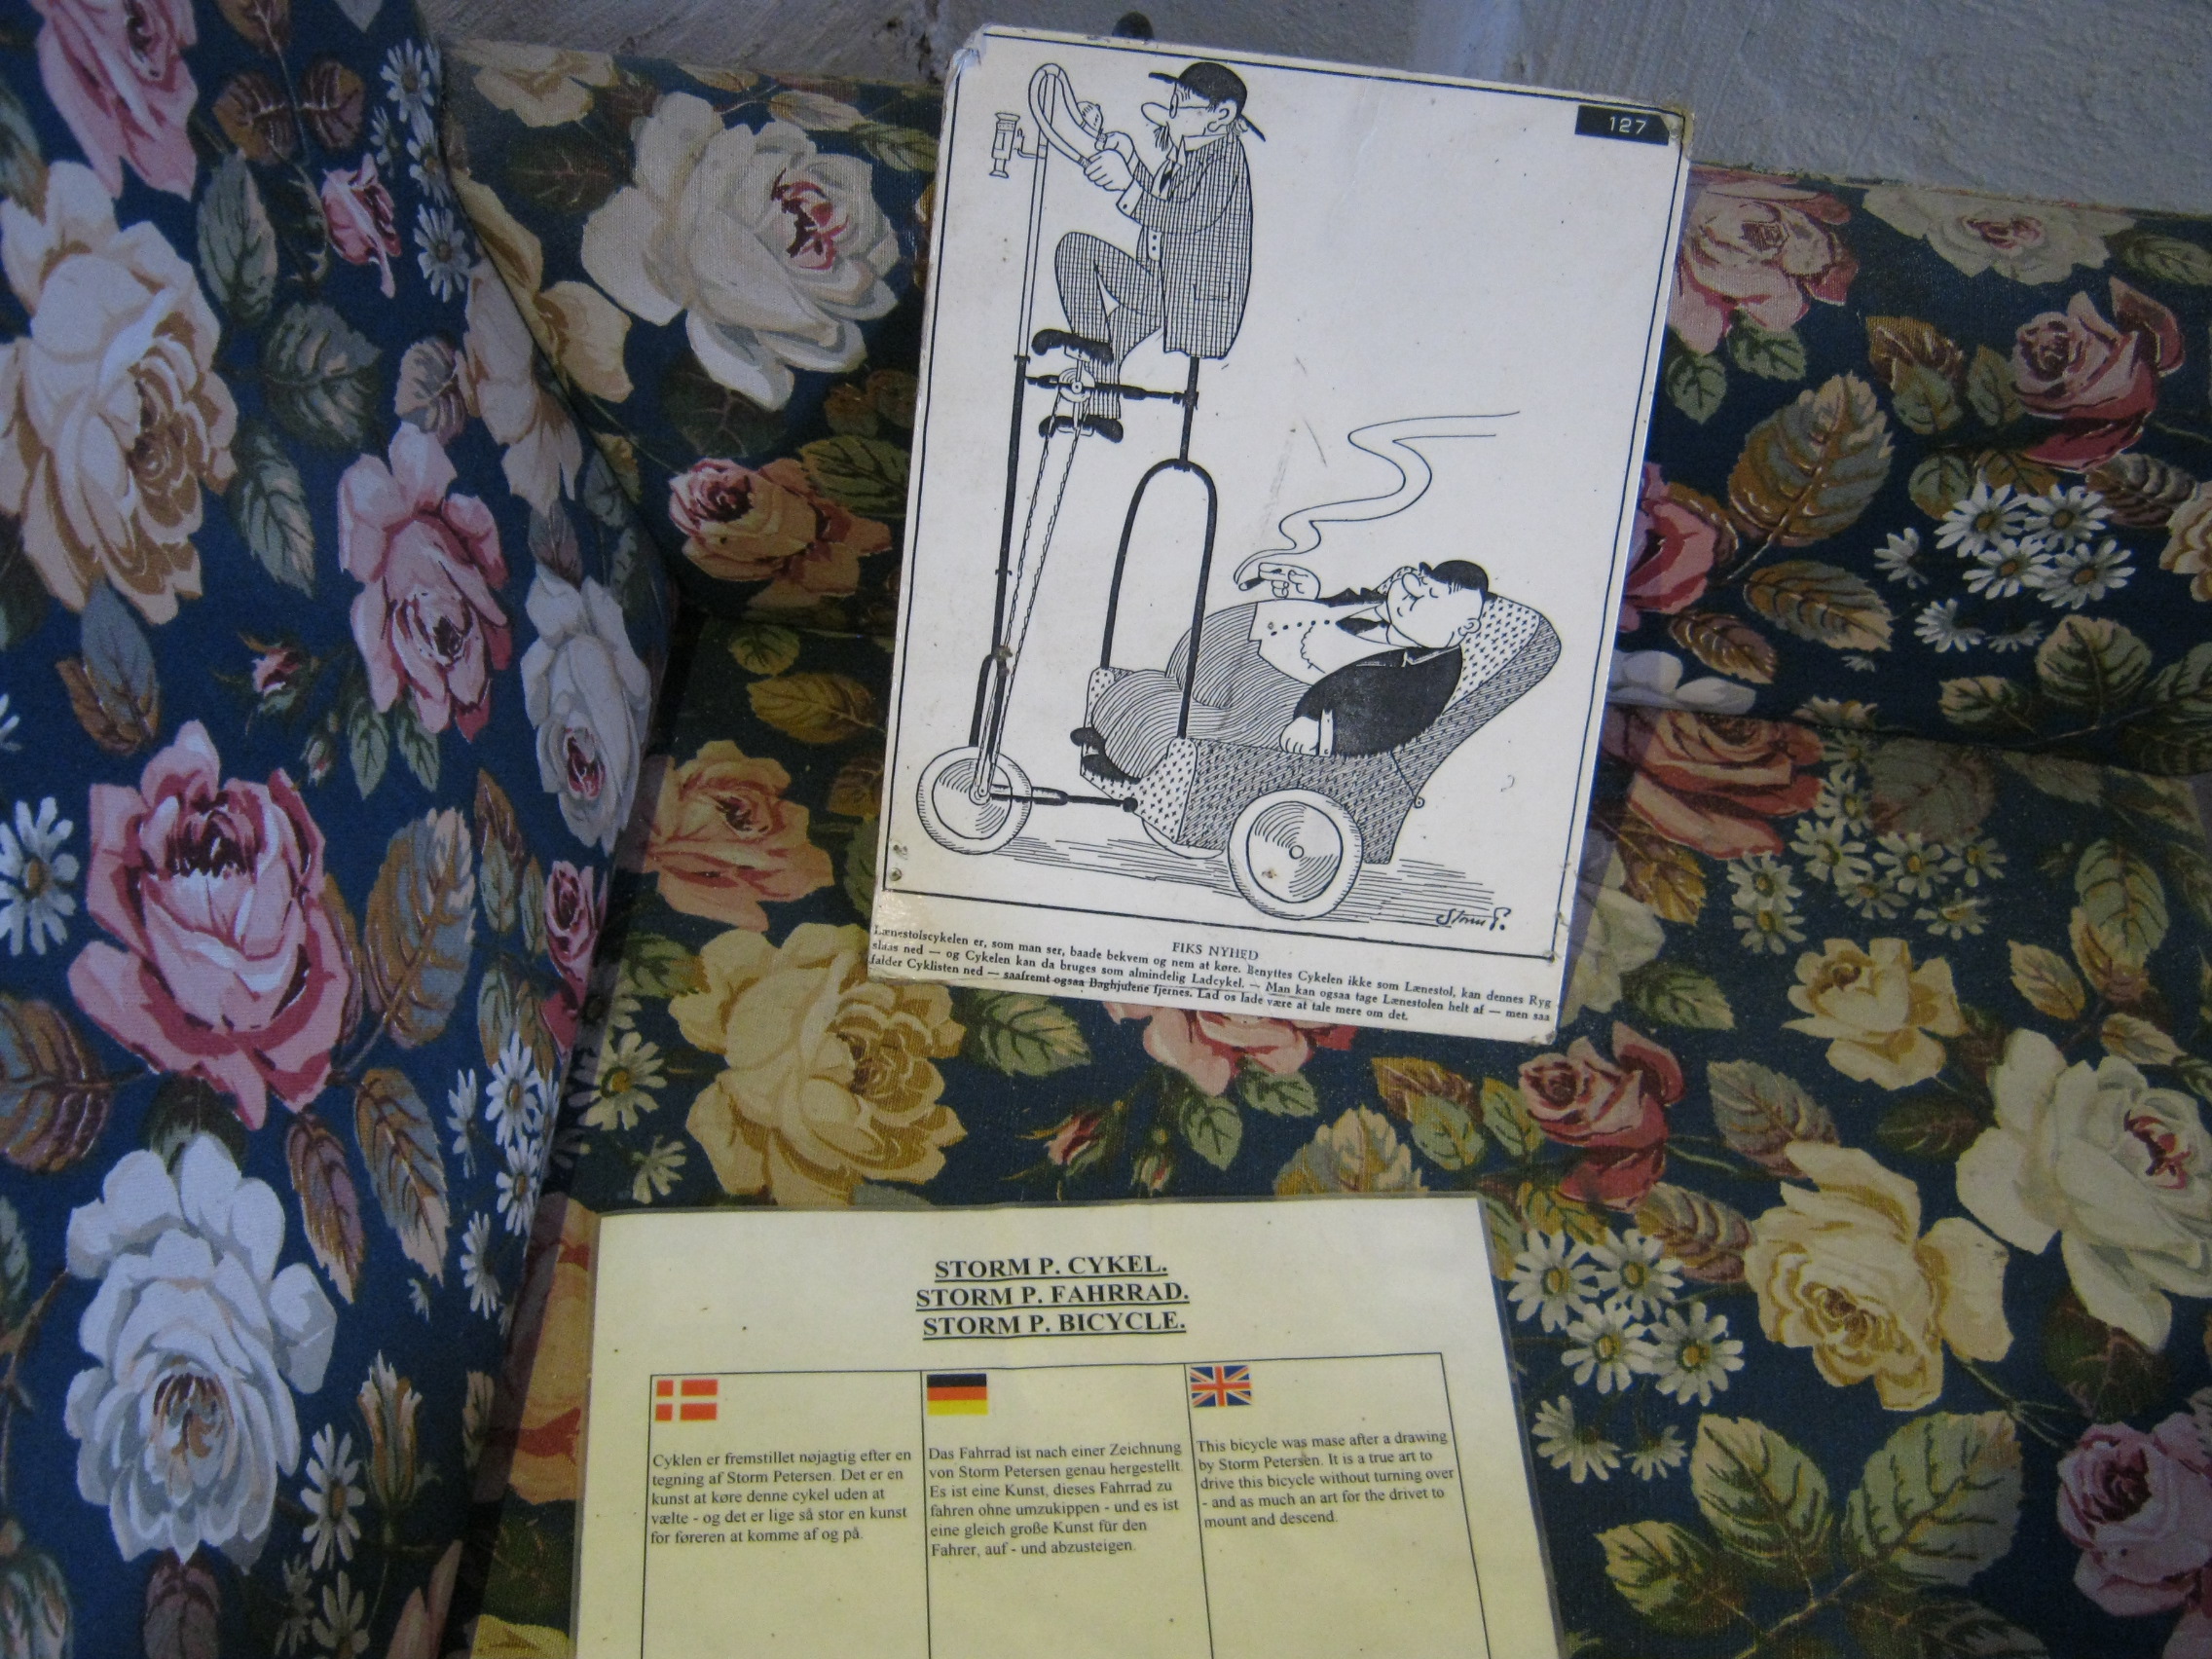 127
Storm P.
FIKS NYHED
Lænestolscykelen er, som man ser, baade bekvem og nem at køre. Benyttes Cykelen ikke som Lænestol, kan dennes Ryg
slaas ned — og Cykelen kan da bruges som almindelig Ladcykel. — Man kan ogsaa tage Lænestolen helt af — men saa
falder Cyklisten ned — saafremt ogsaa Baghjulene fjernes. Lad os lade være at tale mere om det.
STORM P. CYKEL.
STORM P. FAHRRAD.
STORM P. BICYCLE.
Cyklen er fremstillet nøjagtig efter en
tegning af Storm Petersen. Det er en
kunst at køre denne cykel uden at
vælte - og det er lige så stor en kunst
for føreren at komme af og på.
Das Fahrrad ist nach einer Zeichnung
von Storm Petersen genau hergestellt.
Es ist eine Kunst, dieses Fahrrad zu
fahren ohne umzukippen - und es ist
eine gleich große Kunst für den
Fahrer, auf - und abzusteigen.
This bicycle was mase after a drawing
by Storm Petersen. It is a true art to
drive this bicycle without turning over
- and as much an art for the drivet to
mount and descend.